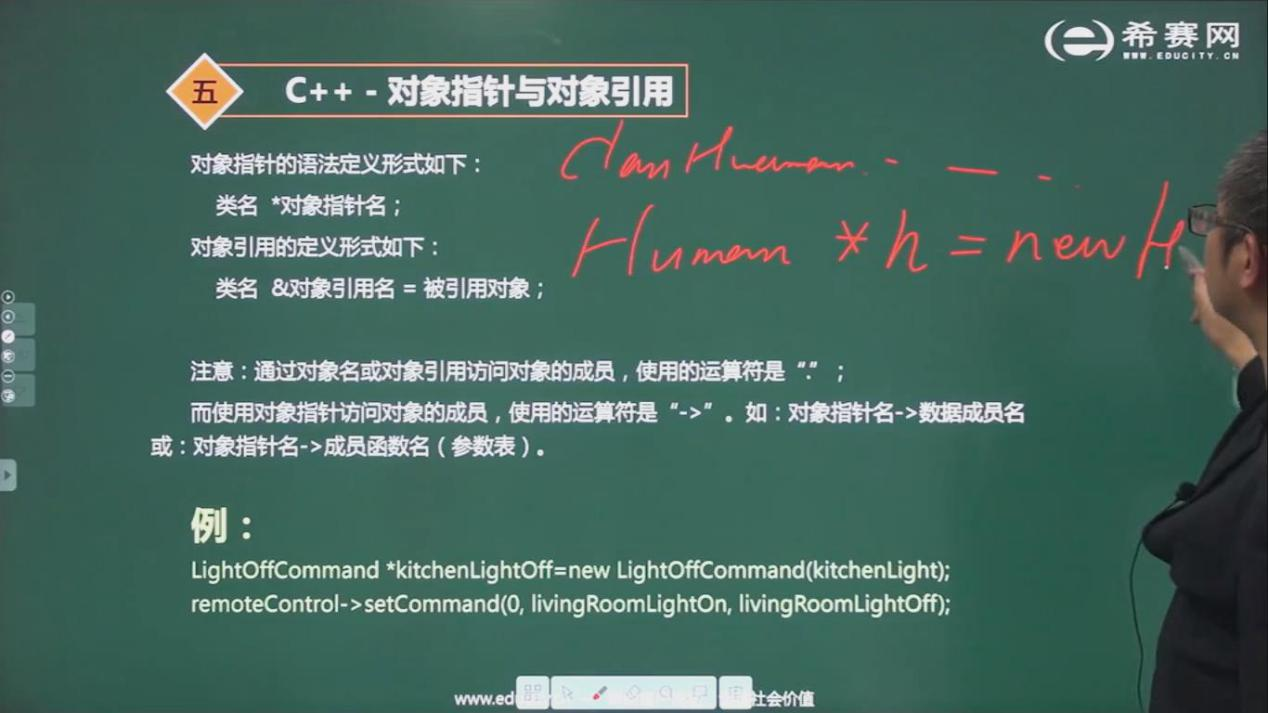 希赛网
WWW.EDUCITY.CN
五
C++ - 对象指针与对象引用
对象指针的语法定义形式如下：
类名 *对象指针名；
对象引用的定义形式如下：
类名 &对象引用名 = 被引用对象；
class Human
Human *h = new H
注意：通过对象名或对象引用访问对象的成员，使用的运算符是“.”；
而使用对象指针访问对象的成员，使用的运算符是“->”。如：对象指针名->数据成员名
或：对象指针名->成员函数名（参数表）。
例：
LightOffCommand *kitchenLightOff=new LightOffCommand(kitchenLight);
remoteControl->setCommand(0, livingRoomLightOn, livingRoomLightOff);
www.ed
社会价值